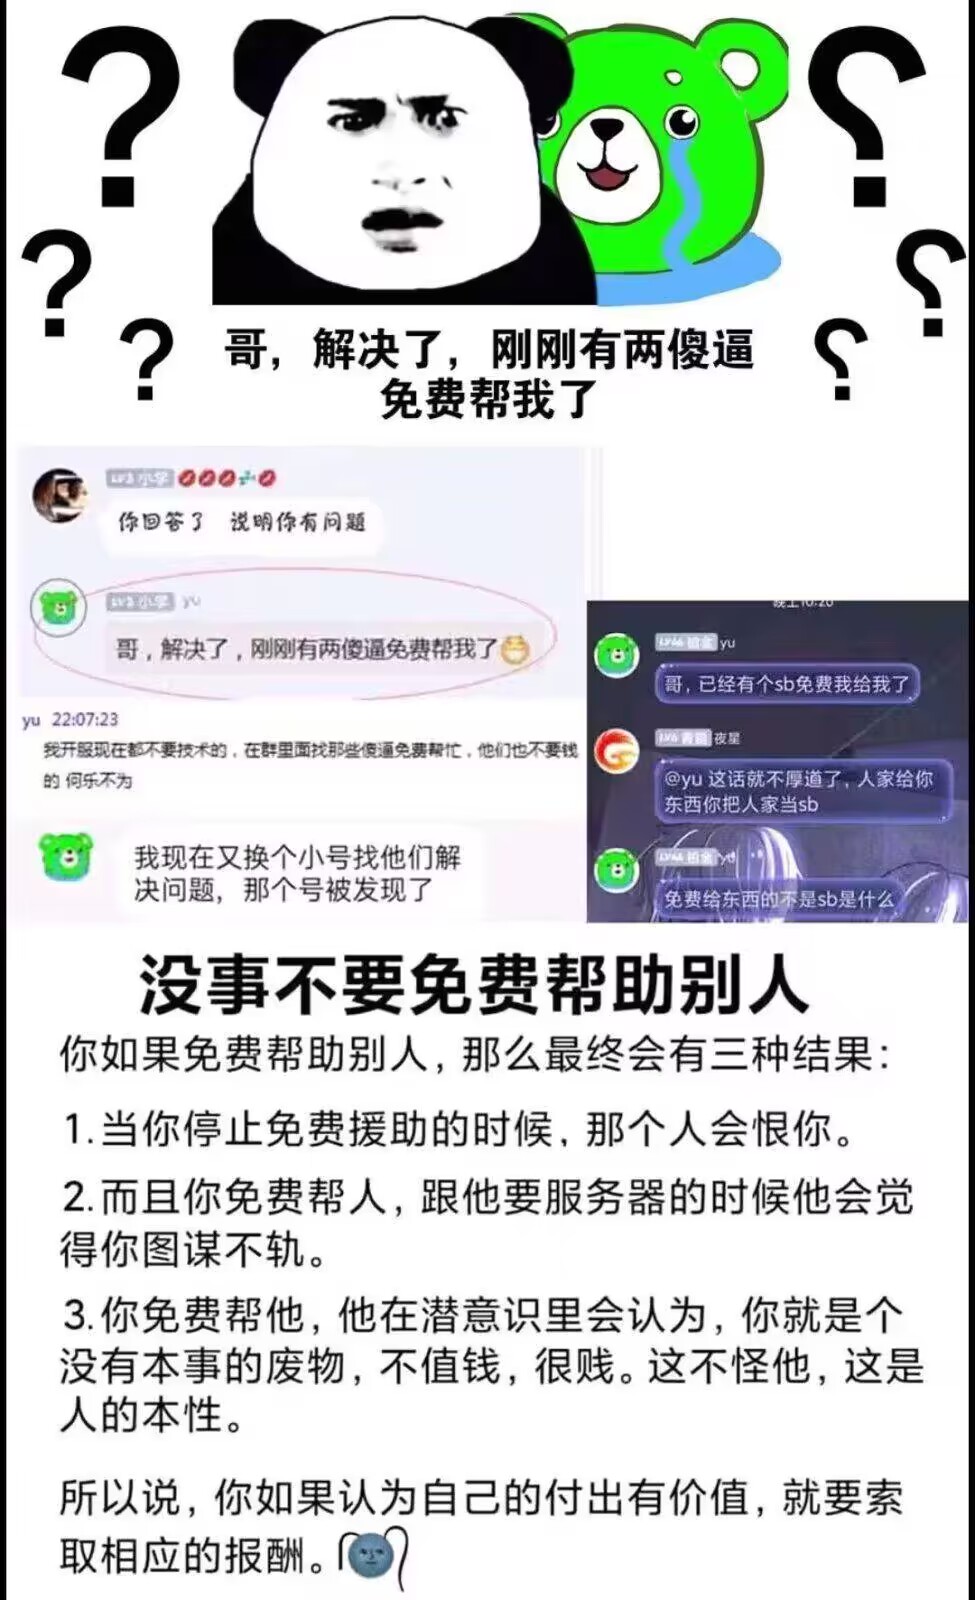 ? ?
? ?
? ?
哥，解决了，刚刚有两傻逼
免费帮我了
LV3 小学
你回答了 说明你有问题
LV3 小学 yu
哥，解决了，刚刚有两傻逼免费帮我了
yu 22:07:23
我开服现在都不要技术的，在群里面找那些傻逼免费帮忙，他们也不要钱
的 何乐不为
我现在又换个小号找他们解
决问题，那个号被发现了
晚上10:20
LV66 铂金 yu
哥，已经有个sb免费我给我了
LV6 夜星
@yu 这话就不厚道了，人家给你
东西你把人家当sb
LV66 铂金 yu
免费给东西的不是sb是什么
没事不要免费帮助别人
你如果免费帮助别人，那么最终会有三种结果：
1.当你停止免费援助的时候，那个人会恨你。
2.而且你免费帮人，跟他要服务器的时候他会觉
得你图谋不轨。
3.你免费帮他，他在潜意识里会认为，你就是个
没有本事的废物，不值钱，很贱。这不怪他，这是
人的本性。
所以说，你如果认为自己的付出有价值，就要索
取相应的报酬。